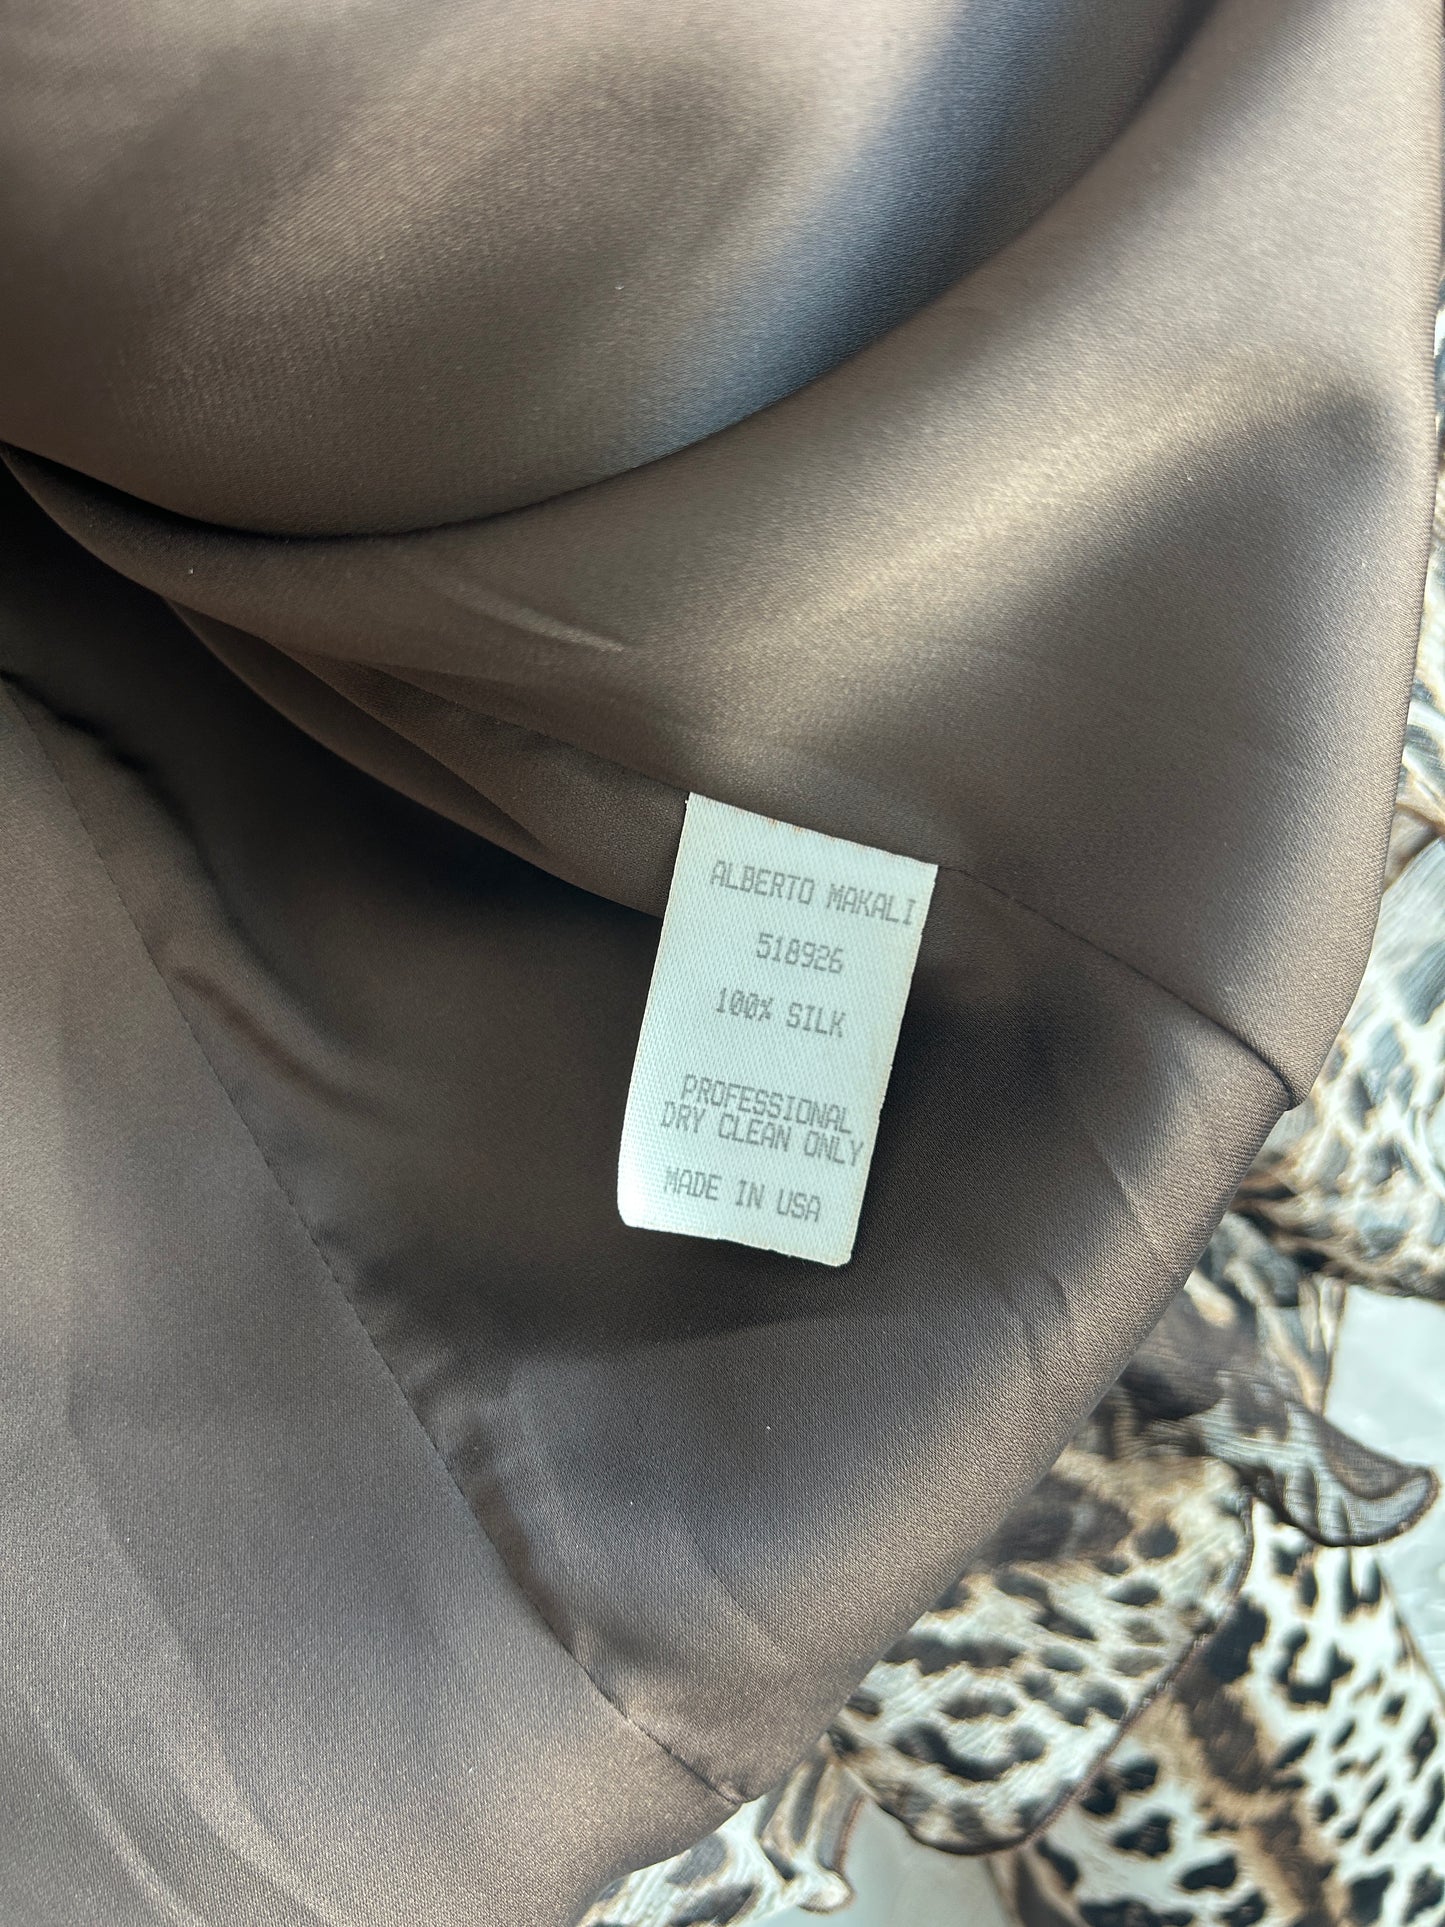 ALBERTO MAKALI
518926
100% SILK
PROFESSIONAL
DRY CLEAN ONLY
MADE IN USA